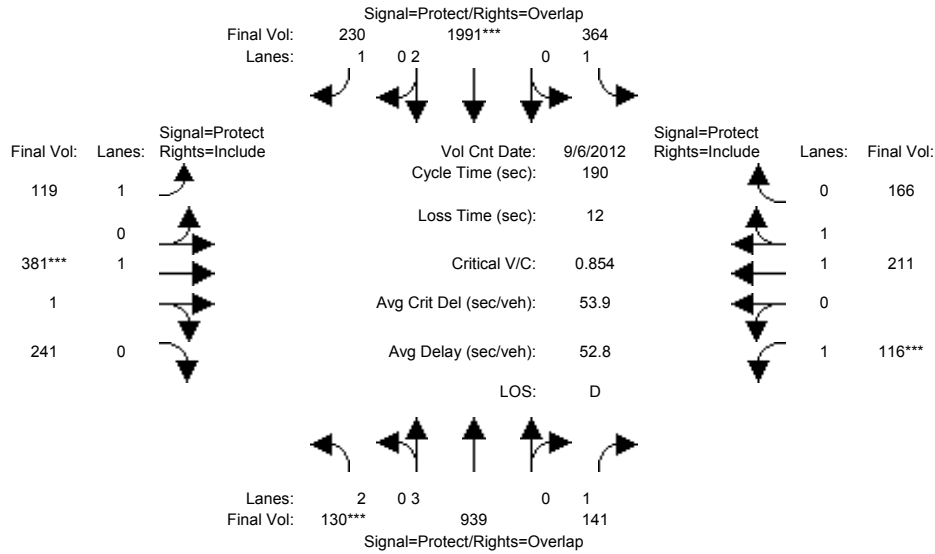 Signal=Protect/Rights=Overlap
Final Vol: 230 1991*** 364
Lanes: 1 0 2 0 1
Signal=Protect Signal=Protect
Final Vol: Lanes: Rights=Include Vol Cnt Date: 9/6/2012 Rights=Include Lanes: Final Vol:
Cycle Time (sec): 190
119 1 0 166
Loss Time (sec): 12
0 1
381*** 1 Critical V/C: 0.854 1 211
1 Avg Crit Del (sec/veh): 53.9 0
241 0 Avg Delay (sec/veh): 52.8 1 116***
LOS: D
Lanes: 2 0 3 0 1
Final Vol: 130*** 939 141
Signal=Protect/Rights=Overlap